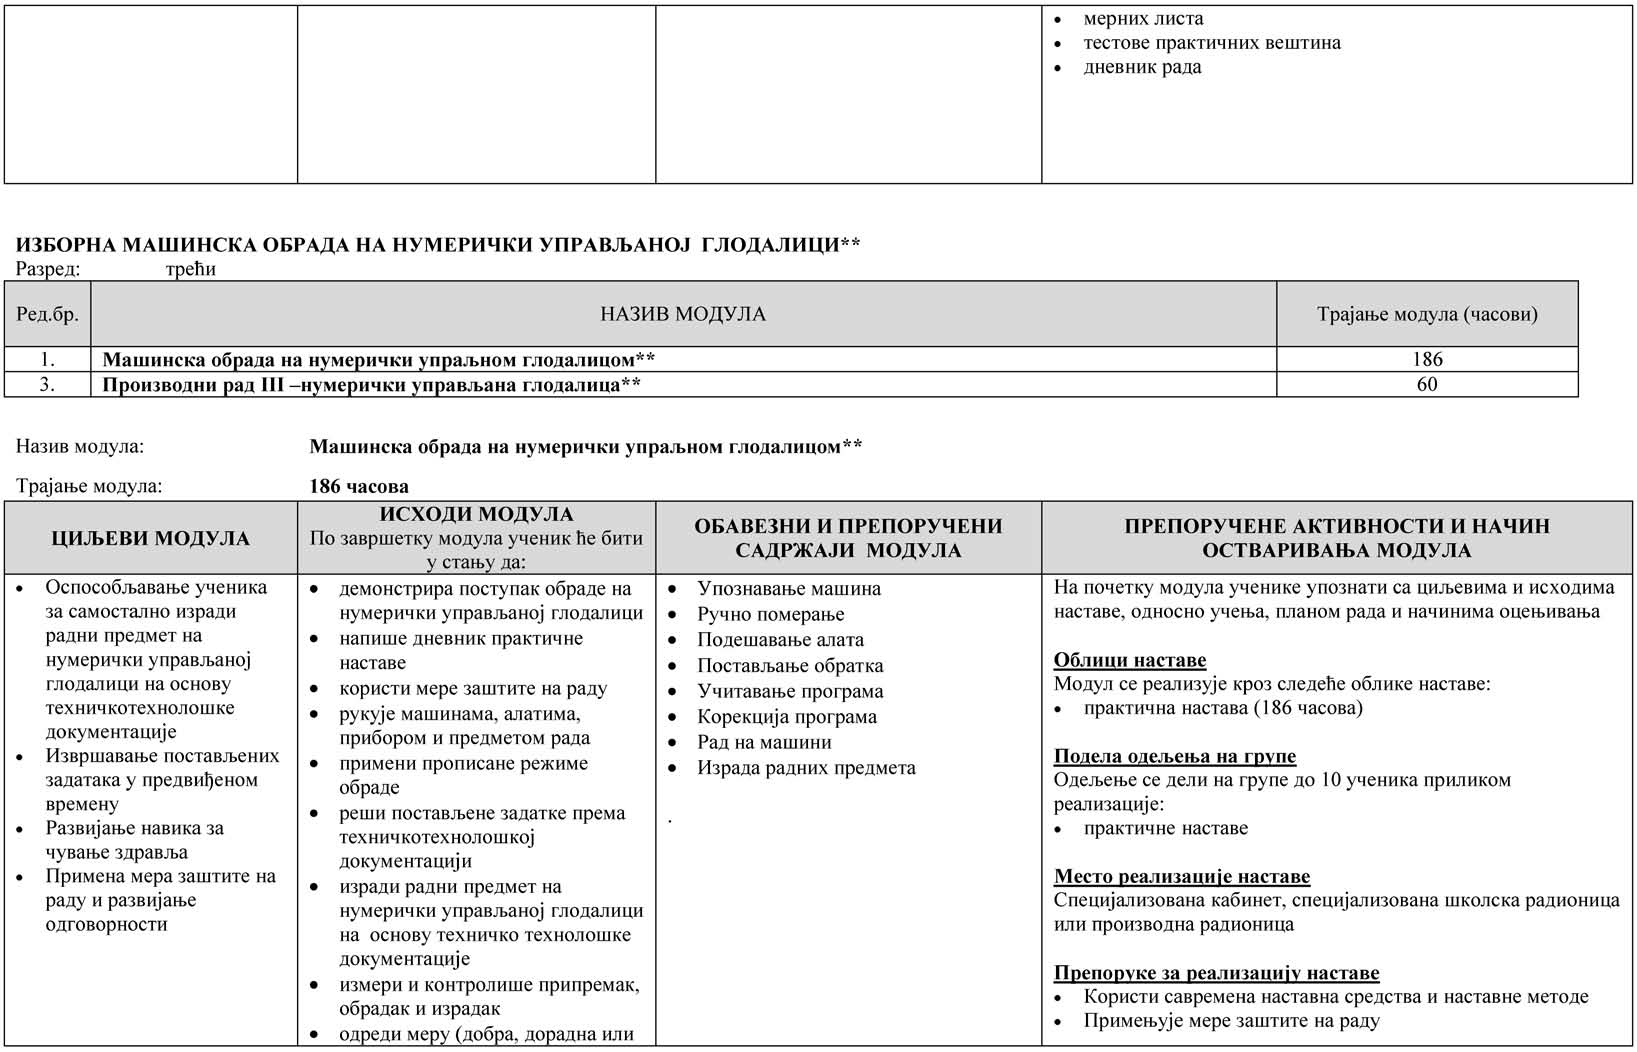 • мерних листа
• тестове практичних вештина
• дневник рада
ИЗБОРНА МАШИНСКА ОБРАДА НА НУМЕРИЧКИ УПРАВЉАНОЈ ГЛОДАЛИЦИ**
Разред: трећи
Ред.бр. НАЗИВ МОДУЛА Трајање модула (часови)
1. Машинска обрада на нумерички упраљном глодалицом** 186
3. Производни рад III –нумерички управљана глодалица** 60
Назив модула: Машинска обрада на нумерички упраљном глодалицом**
Трајање модула: 186 часова
ЦИЉЕВИ МОДУЛА
ИСХОДИ МОДУЛА
По завршетку модула ученик ће бити
у стању да:
ОБАВЕЗНИ И ПРЕПОРУЧЕНИ
САДРЖАЈИ МОДУЛА
ПРЕПОРУЧЕНЕ АКТИВНОСТИ И НАЧИН
ОСТВАРИВАЊА МОДУЛА
• Оспособљавање ученика
за самостално изради
радни предмет на
нумерички управљаној
глодалици на основу
техничкотехнолошке
документације
• Извршавање постављених
задатака у предвиђеном
времену
• Развијање навика за
чување здравља
• Примена мера заштите на
раду и развијање
одговорности
• демонстрира поступак обраде на
нумерички управљаној глодалици
• напише дневник практичне
наставе
• користи мере заштите на раду
• рукује машинама, алатима,
прибором и предметом рада
• примени прописане режиме
обраде
• реши постављене задатке према
техничкотехнолошкој
документацији
• изради радни предмет на
нумерички управљаној глодалици
на основу техничко технолошке
документације
• измери и контролише припремак,
обрадак и израдак
• одреди меру (добра, дорадна или
• Упознавање машина
• Ручно померање
• Подешавање алата
• Постављање обратка
• Учитавање програма
• Корекција програма
• Рад на машини
• Израда радних предмета
.
На почетку модула ученике упознати са циљевима и исходима
наставе, односно учења, планом рада и начинима оцењивања
Облици наставе
Модул се реализује кроз следеће облике наставе:
• практична настава (186 часова)
Подела одељења на групе
Одељење се дели на групе до 10 ученика приликом
реализације:
• практичне наставе
Место реализације наставе
Специјализована кабинет, специјализована школска радионица
или производна радионица
Препоруке за реализацију наставе
• Користи савремена наставна средства и наставне методе
• Примењује мере заштите на раду